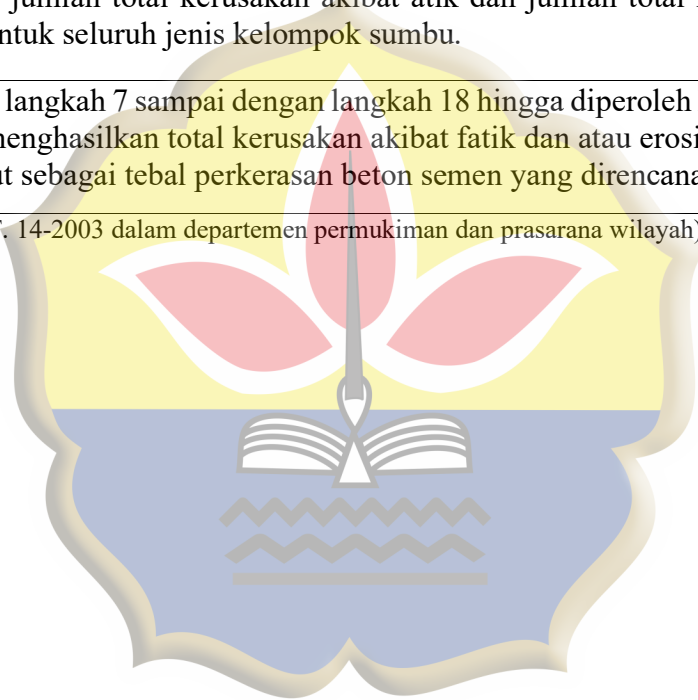 jumlah total kerusakan akibat atik dan jumlah total
ntuk seluruh jenis kelompok sumbu.
langkah 7 sampai dengan langkah 18 hingga diperoleh
menghasilkan total kerusakan akibat fatik dan atau erosi
ut sebagai tebal perkerasan beton semen yang direncana
. 14-2003 dalam departemen permukiman dan prasarana wilayah)